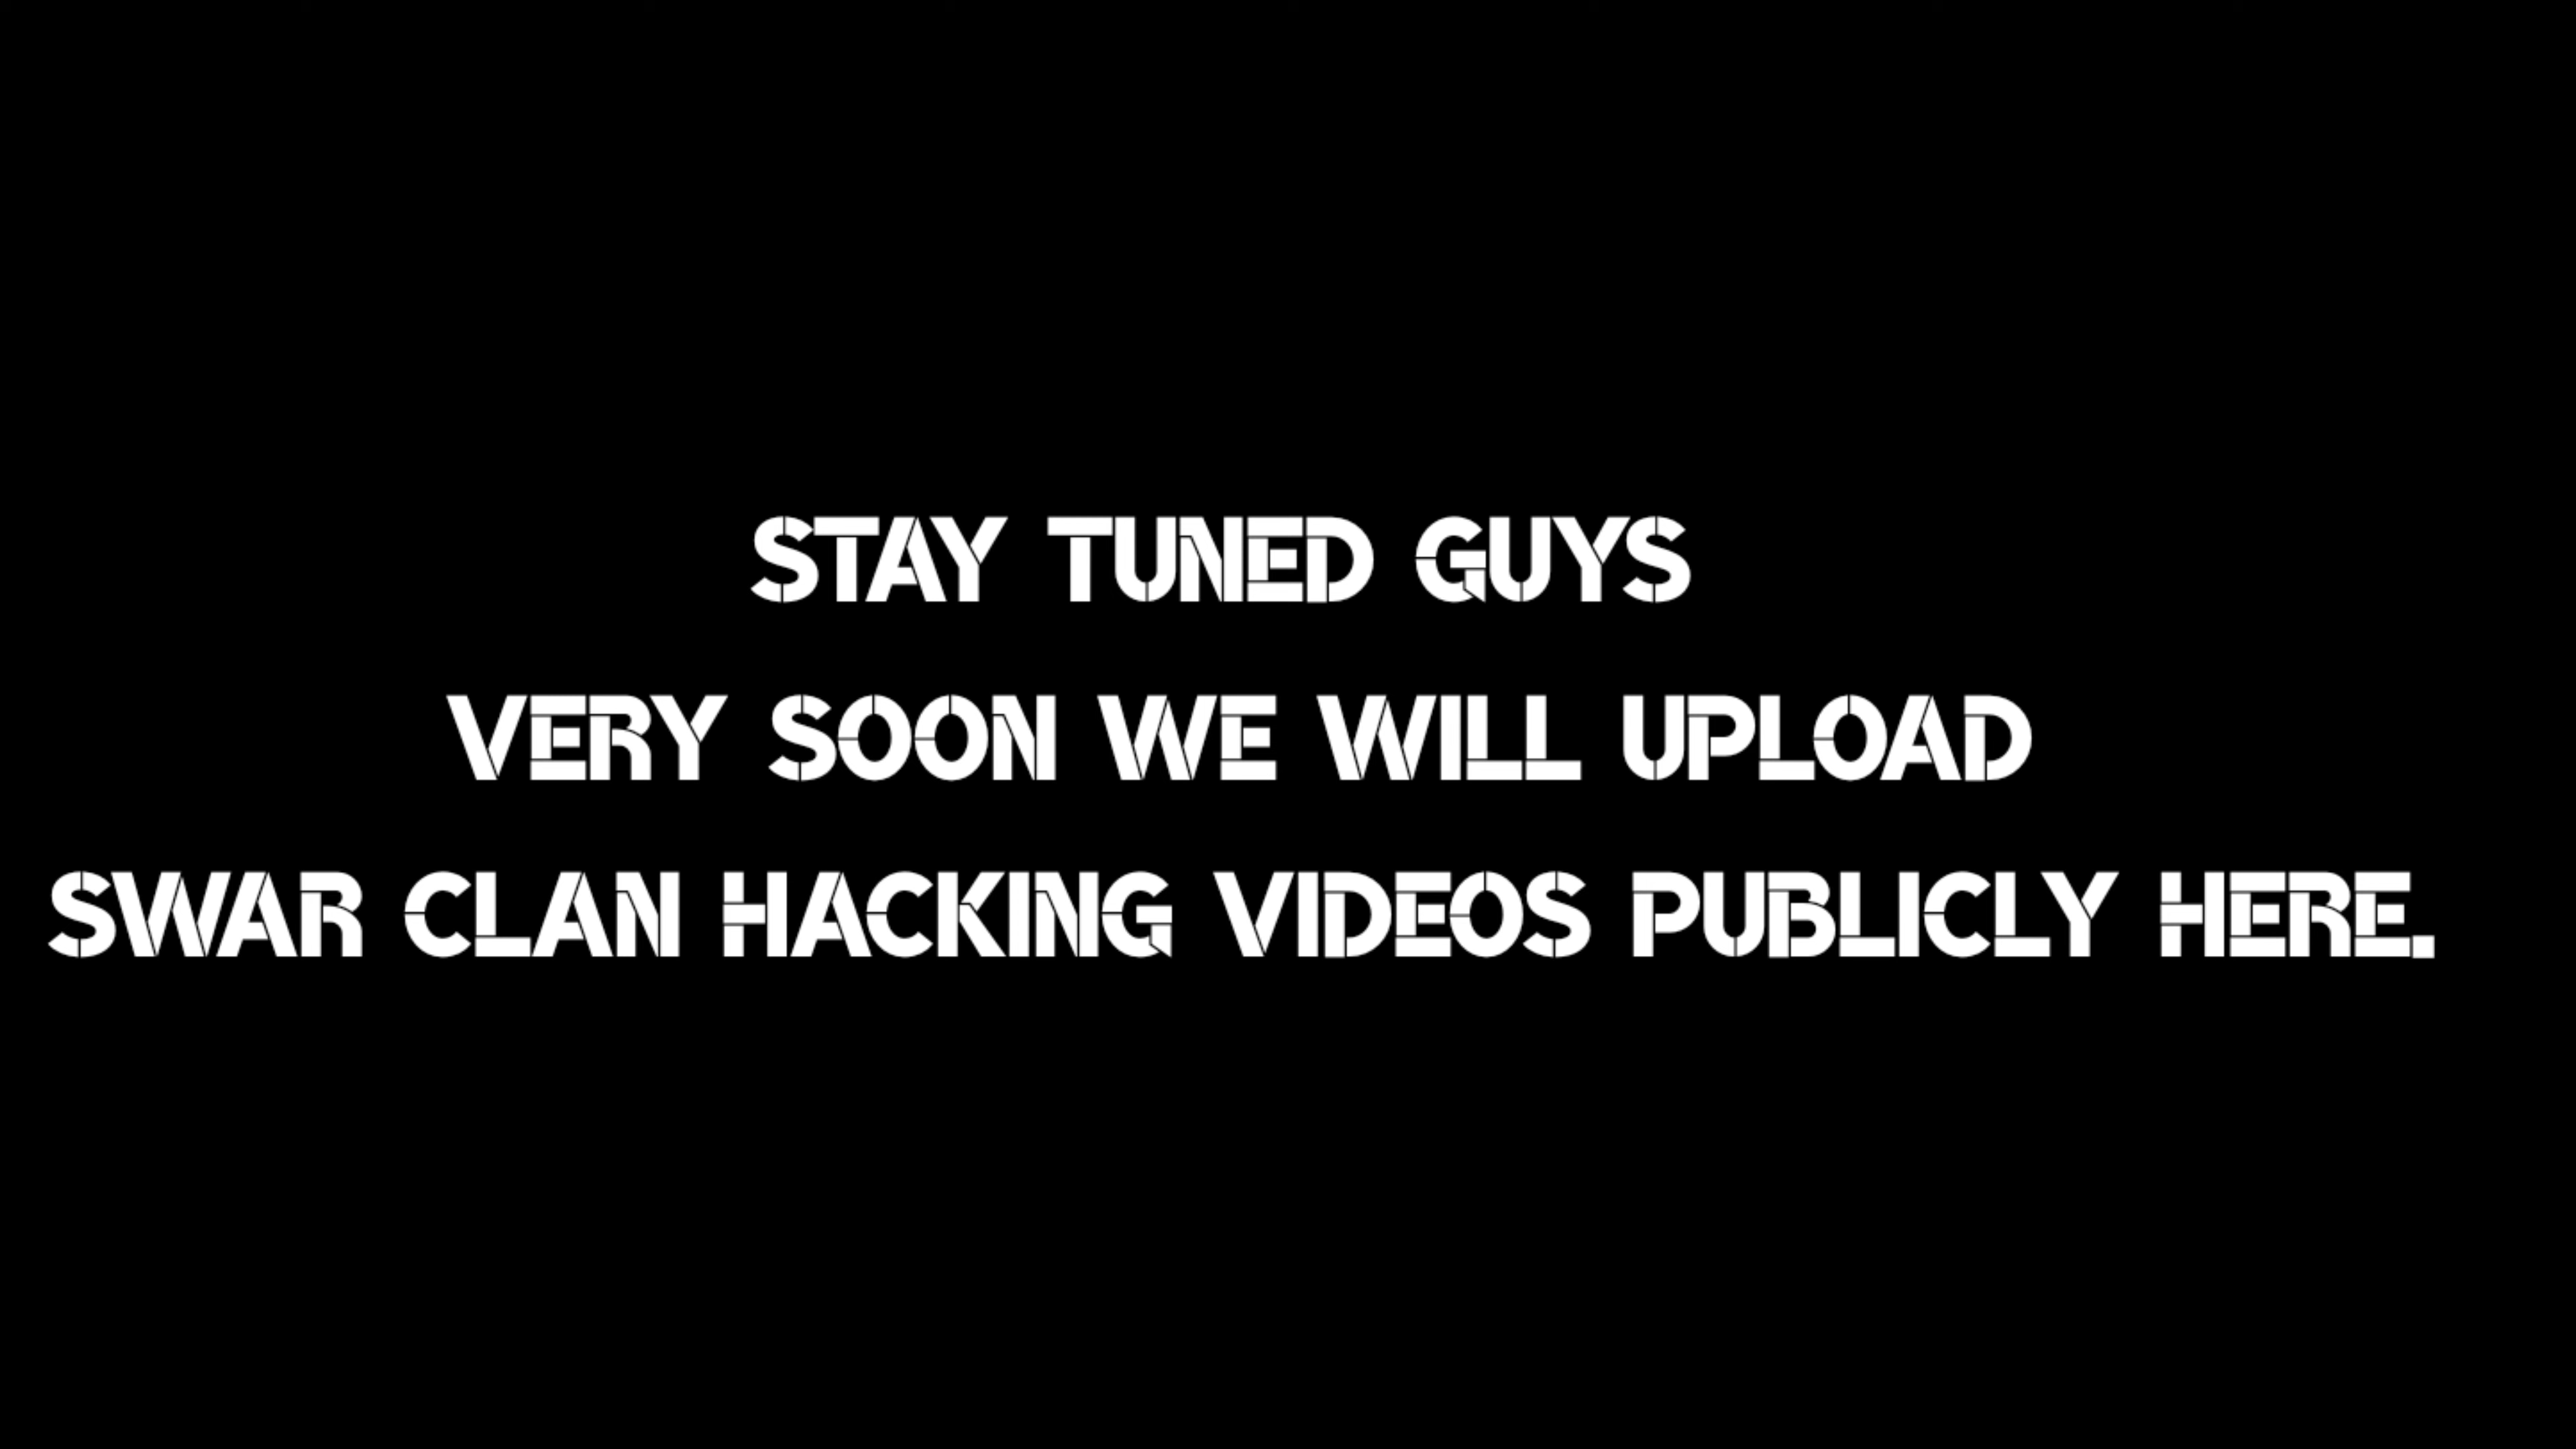 STAY TUNED GUYS
VERY SOON WE WILL UPLOAD
SWAR CLAN HACKING VIDEOS PUBLICLY HERE.